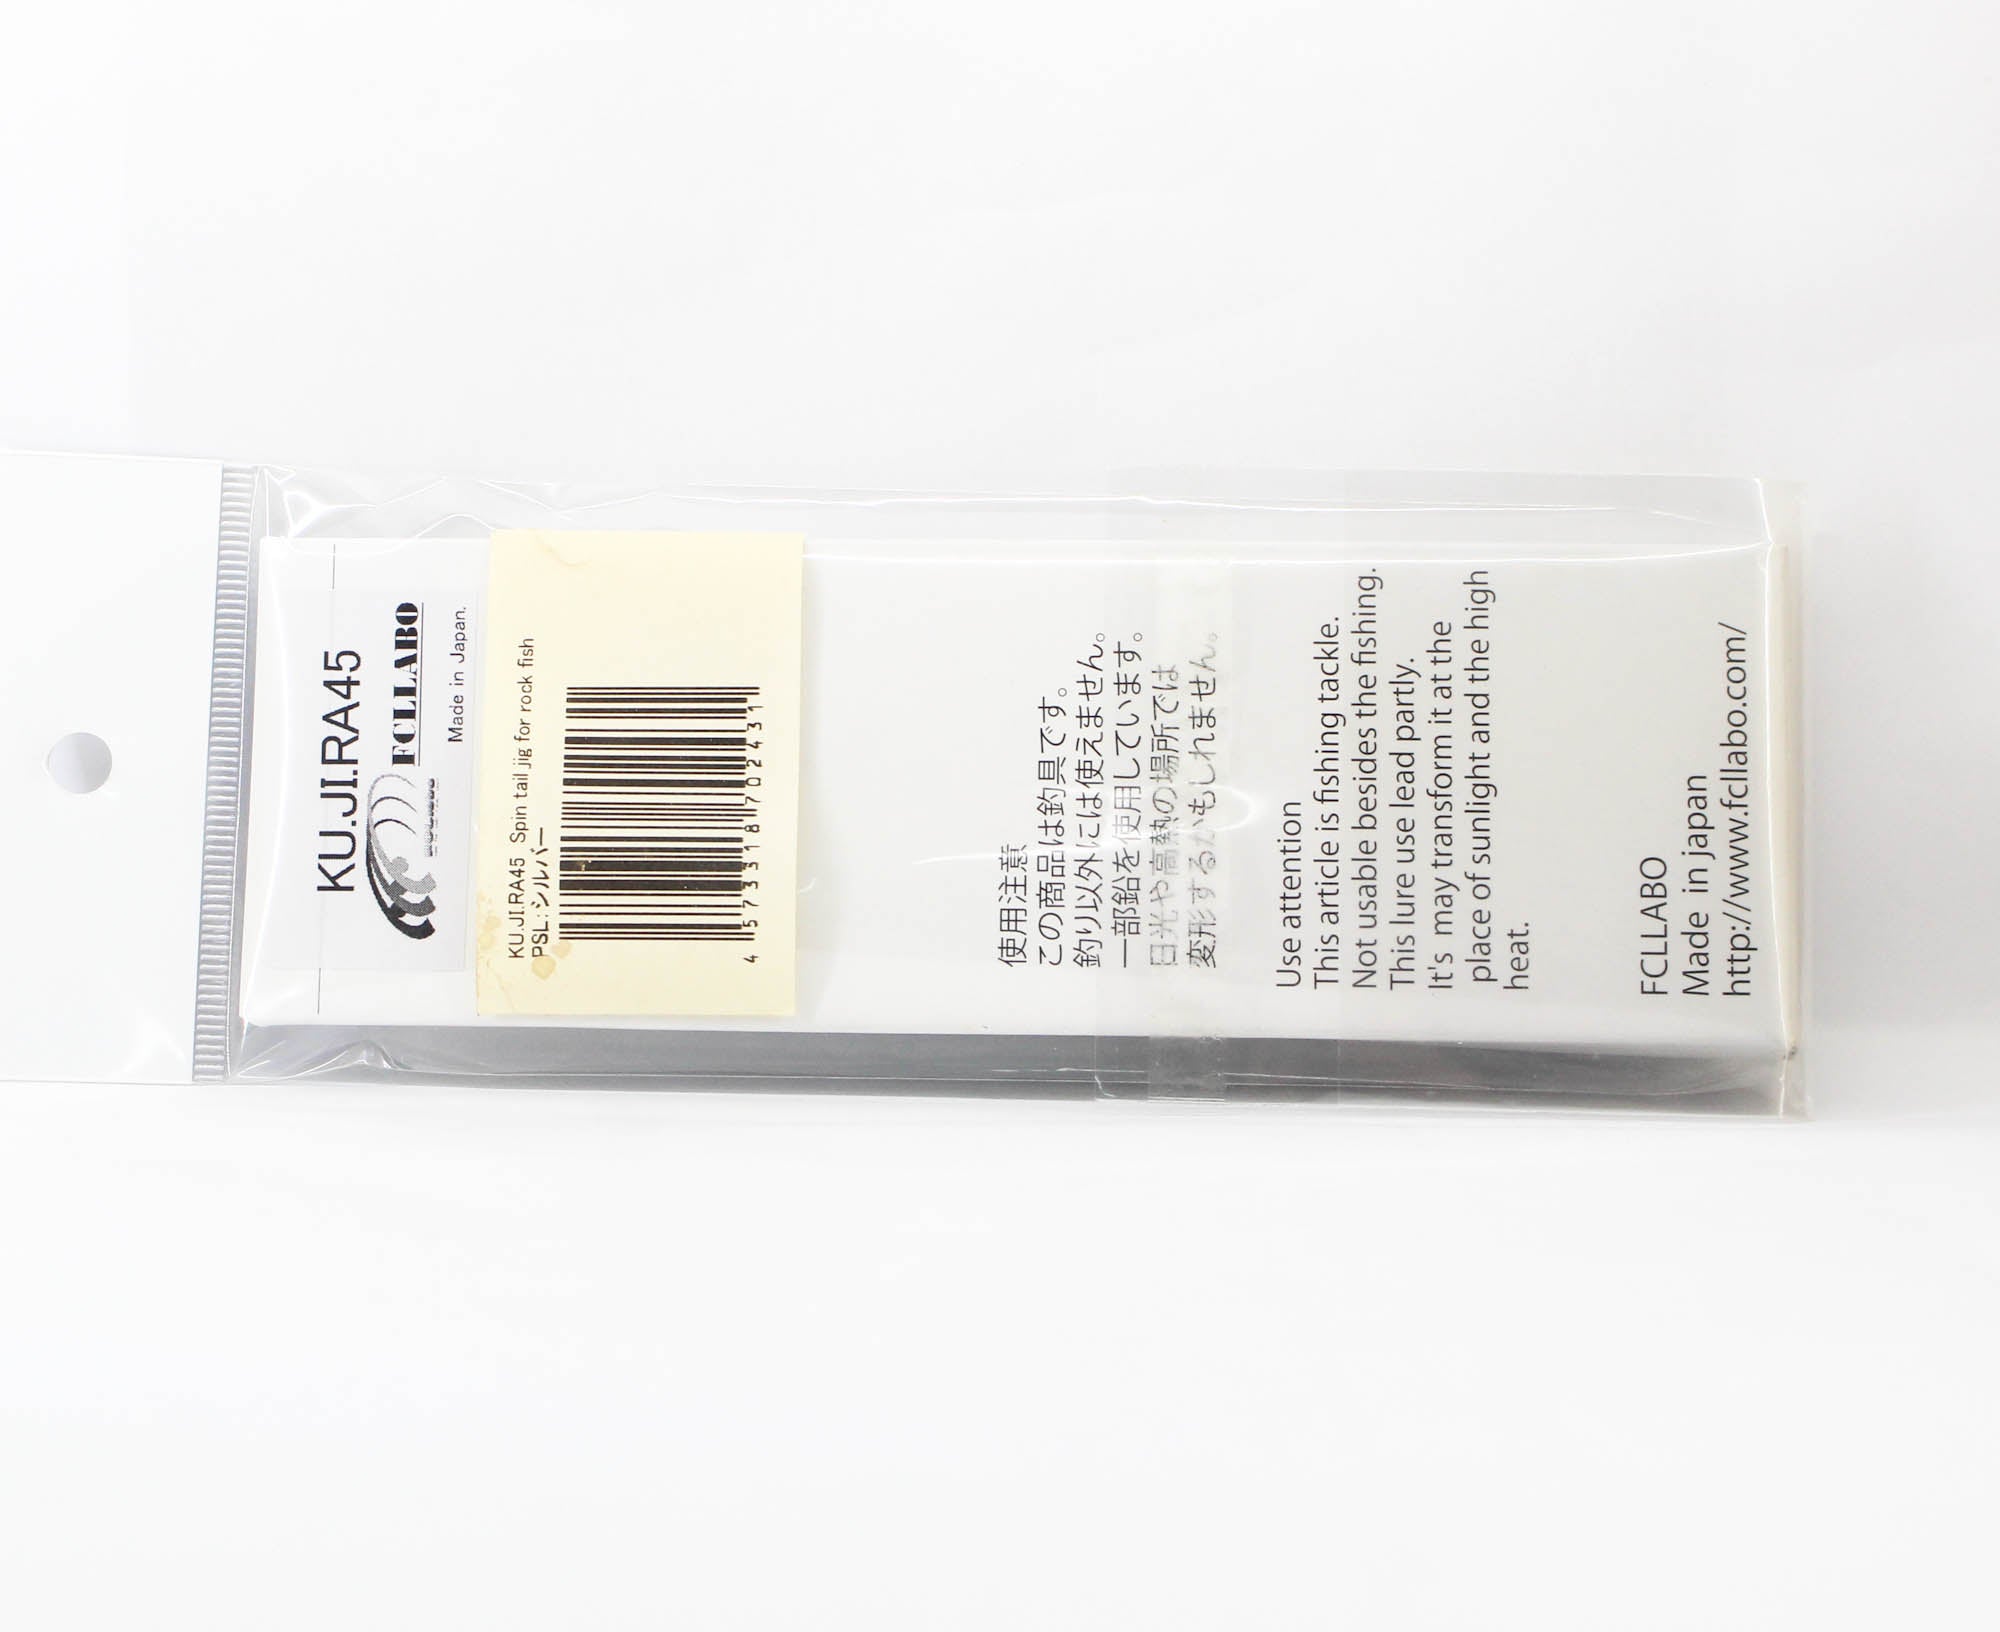 KU.JI.RA45
FCLLABO
Made in Japan.
KU.JI.RA45 Spin tail jig for rock fish
PSL:シルバー
4573318702431
使用注意
この商品は釣具です。
釣り以外には使えません。
一部鉛を使用しています。
日光や高熱の場所では
変形するかもしれません。
Use attention
This article is fishing tackle.
Not usable besides the fishing.
This lure use lead partly.
It's may transform it at the
place of sunlight and the high
heat.
FCLLABO
Made in japan
http://www.fcllabo.com/